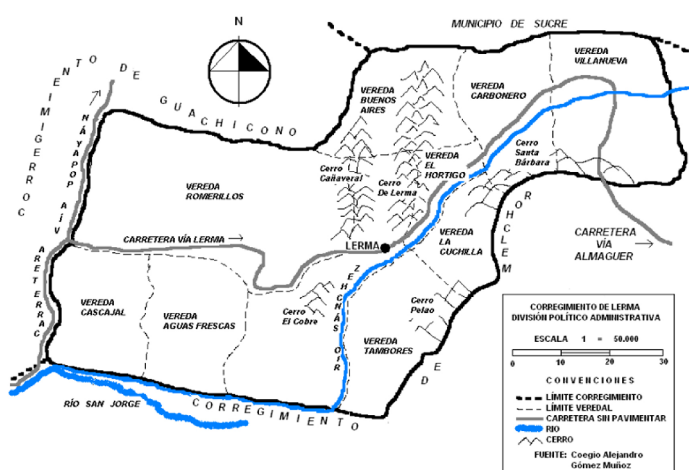 MUNICIPIO DE SUCRE
N
CORREGIMIENTO DE GUACHICONO
CARRETERA VÍA POPAYÁN
VEREDA
VILLANUEVA
VEREDA
BUENOS
AIRES
VEREDA
CARBONERO
VEREDA
EL
HORTIGO
Cerro
Santa
Bárbara
Cerro
Cañaveral
Cerro
De Lerma
VEREDA
ROMERILLOS
CARRETERA VÍA LERMA
LERMA
VEREDA
LA
CUCHILLA
CARRETERA
VÍA
ALMAGUER
VEREDA
CASCAJAL
VEREDA
AGUAS FRESCAS
Cerro
El Cobre
RIO SÁNCHEZ
Cerro
Pelao
VEREDA
TAMBORES
RÍO SAN JORGE
CORREGIMIENTO DE MELCHOR
CORREGIMIENTO DE LERMA
DIVISIÓN POLÍTICO ADMINISTRATIVA
ESCALA 1 = 50.000
0 10 20 30
CONVENCIONES
LÍMITE CORREGIMIENTO
LÍMITE VEREDAL
CARRETERA SIN PAVIMENTAR
RIO
CERRO
FUENTE: Coegio Alejandro
Gómez Muñoz